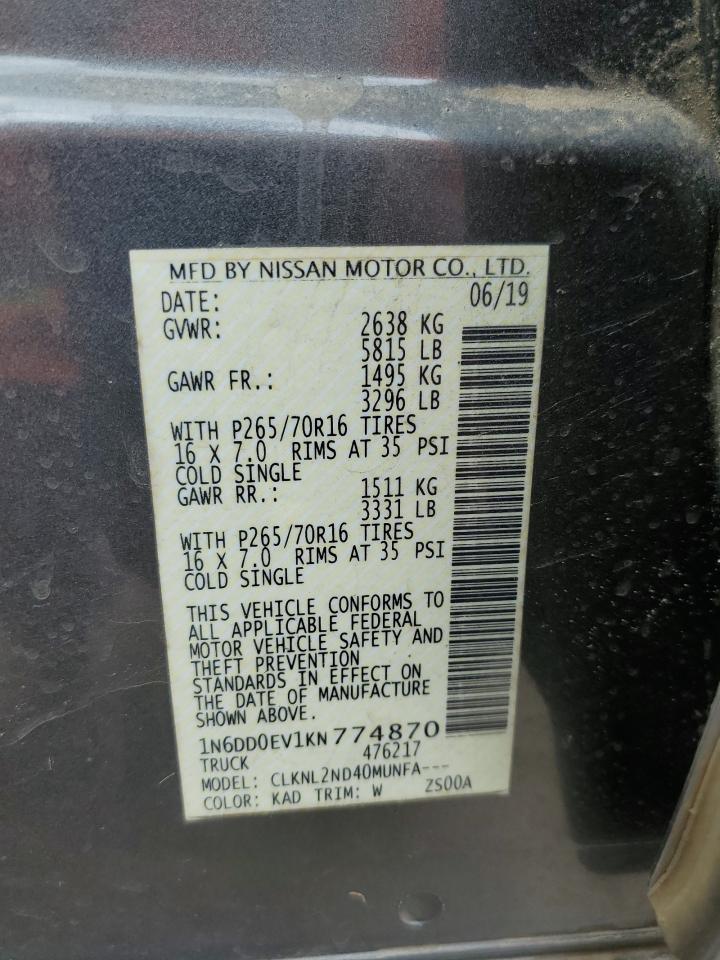 MFD BY NISSAN MOTOR CO., LTD.
DATE: 06/19
GVWR: 2638 KG
5815 LB
GAWR FR.: 1495 KG
3296 LB
WITH P265/70R16 TIRES
16 X 7.0 RIMS AT 35 PSI
COLD SINGLE
GAWR RR.: 1511 KG
3331 LB
WITH P265/70R16 TIRES
16 X 7.0 RIMS AT 35 PSI
COLD SINGLE
THIS VEHICLE CONFORMS TO
ALL APPLICABLE FEDERAL
MOTOR VEHICLE SAFETY AND
THEFT PREVENTION
STANDARDS IN EFFECT ON
THE DATE OF MANUFACTURE
SHOWN ABOVE.
1N6DD0EV1KN774870
TRUCK 476217
MODEL: CLKNL2ND40MUNFA---
COLOR: KAD TRIM: W ZS00A